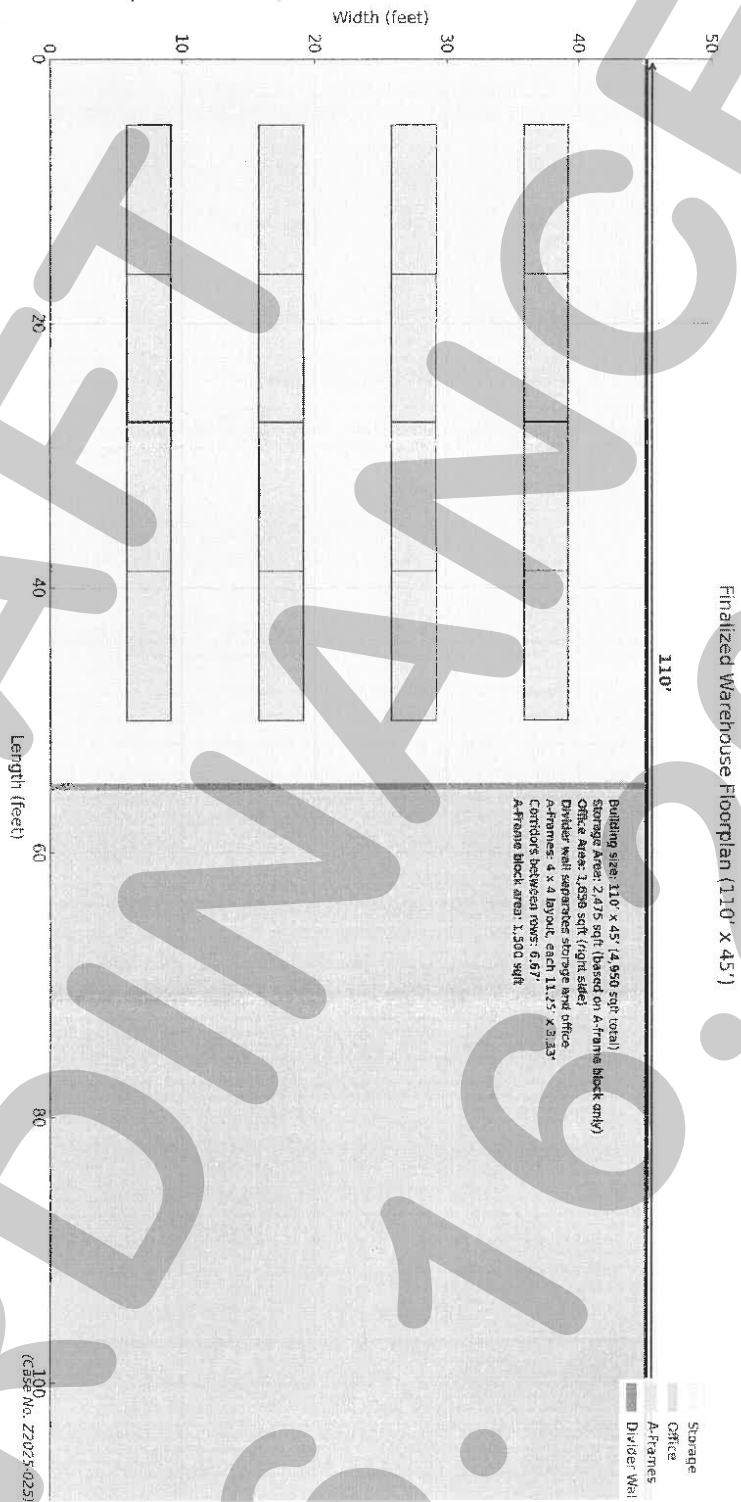 Finalized Warehouse Floorplan (110' x 45')
110'
Width (feet)
0
10
20
30
40
50
0
20
40
60
80
100
Length (feet)
Building size: 110' x 45' (4,950 sqft total)
Storage Area: 2,475 sqft (based on A-frame block only)
Office Area: 1,650 sqft (right side)
Divider wall separates storage and office
A-Frames: 4 x 4 layout, each 11.25' x 3.33'
Corridors between rows: 6.67'
A-Frame block area: 1,500 sqft
Storage
Office
A-Frames
Divider Wal
(Case No. Z2025-025)